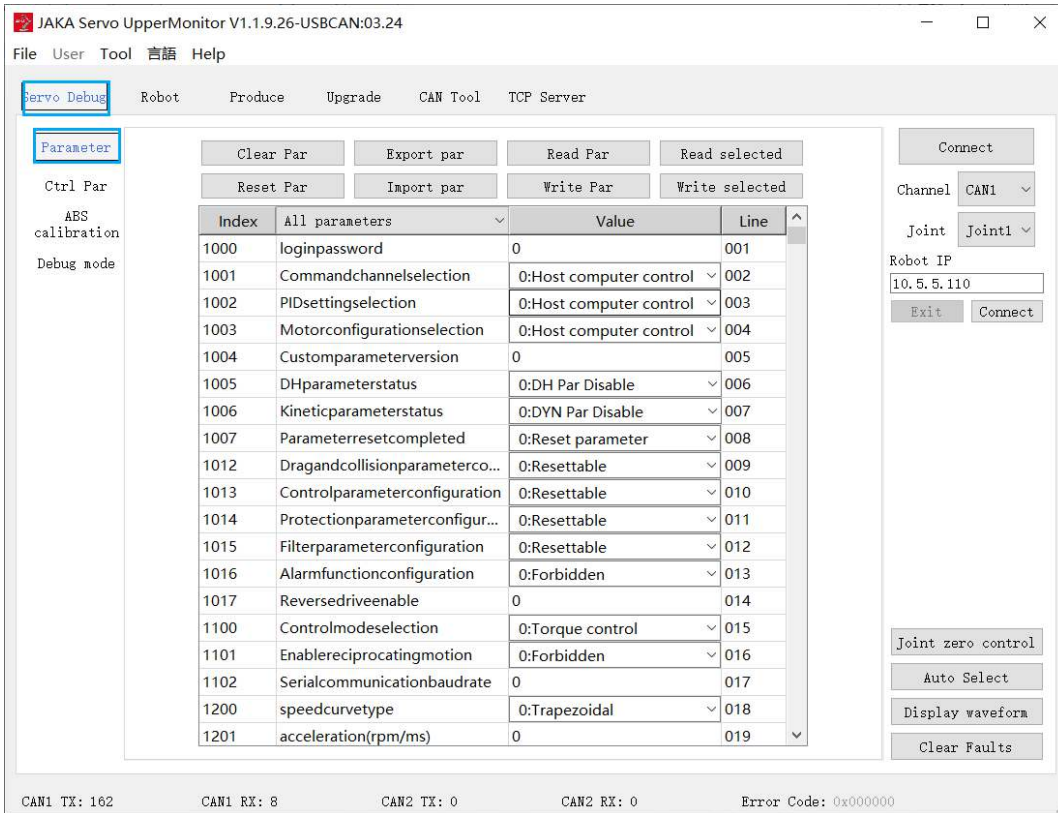 JAKA Servo UpperMonitor V1.1.9.26-USBCAN:03.24
File User Tool 言語 Help
Servo Debug Robot Produce Upgrade CAN Tool TCP Server
Parameter
Ctrl Par
ABS
calibration
Debug mode
Clear Par Export par Read Par Read selected
Reset Par Import par Write Par Write selected
Index All parameters Value Line
1000 loginpassword 0 001
1001 Commandchannelselection 0:Host computer control 002
1002 PIDsettingselection 0:Host computer control 003
1003 Motorconfigurationselection 0:Host computer control 004
1004 Customparameterversion 0 005
1005 DHparameterstatus 0:DH Par Disable 006
1006 Kineticparameterstatus 0:DYN Par Disable 007
1007 Parameterresetcompleted 0:Reset parameter 008
1012 Dragandcollisionparameterco... 0:Resettable 009
1013 Controlparameterconfiguration 0:Resettable 010
1014 Protectionparameterconfigur... 0:Resettable 011
1015 Filterparameterconfiguration 0:Resettable 012
1016 Alarmfunctionconfiguration 0:Forbidden 013
1017 Reversedriveenable 0 014
1100 Controlmodeselection 0:Torque control 015
1101 Enablereciprocatingmotion 0:Forbidden 016
1102 Serialcommunicationbaudrate 0 017
1200 speedcurvetype 0:Trapezoidal 018
1201 acceleration(rpm/ms) 0 019
Connect
Channel CAN1
Joint Joint1
Robot IP
10.5.5.110
Exit Connect
Joint zero control
Auto Select
Display waveform
Clear Faults
CAN1 TX: 162 CAN1 RX: 8 CAN2 TX: 0 CAN2 RX: 0 Error Code: 0x000000